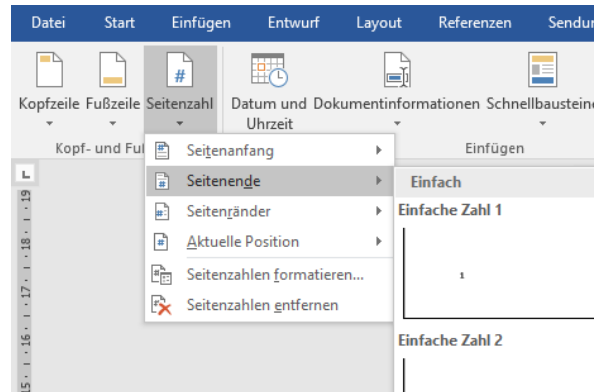 Datei Start Einfügen Entwurf Layout Referenzen
Kopfzeile Fußzeile Seitenzahl Datum und Dokumentinformationen Schnellbausteine
Uhrzeit
Kopf- und Einfügen
Seitenanfang
Seitenende Einfach
Seitenränder Einfache Zahl 1
Aktuelle Position
Seitenzahlen formatieren... 1
Seitenzahlen entfernen
Einfache Zahl 2
L
19
18
17
16
15